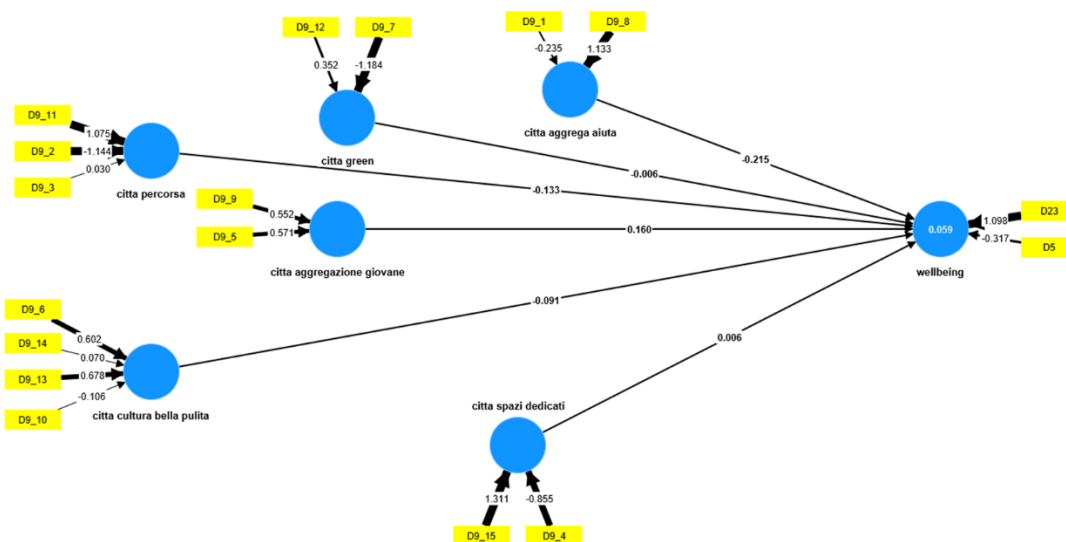 D9_12
D9_7
D9_1
D9_8
0.352
-1.184
-0.235
1.133
citta green
citta aggrega aiuta
D9_11
D9_2
D9_3
1.075
-1.144
0.030
citta percorsa
-0.215
-0.006
-0.133
D9_9
D9_5
0.552
0.571
citta aggregazione giovane
0.160
0.059
wellbeing
1.098
-0.317
D23
D5
D9_6
D9_14
D9_13
D9_10
0.602
0.070
0.678
-0.106
citta cultura bella pulita
-0.091
0.006
citta spazi dedicati
1.311
-0.855
D9_15
D9_4